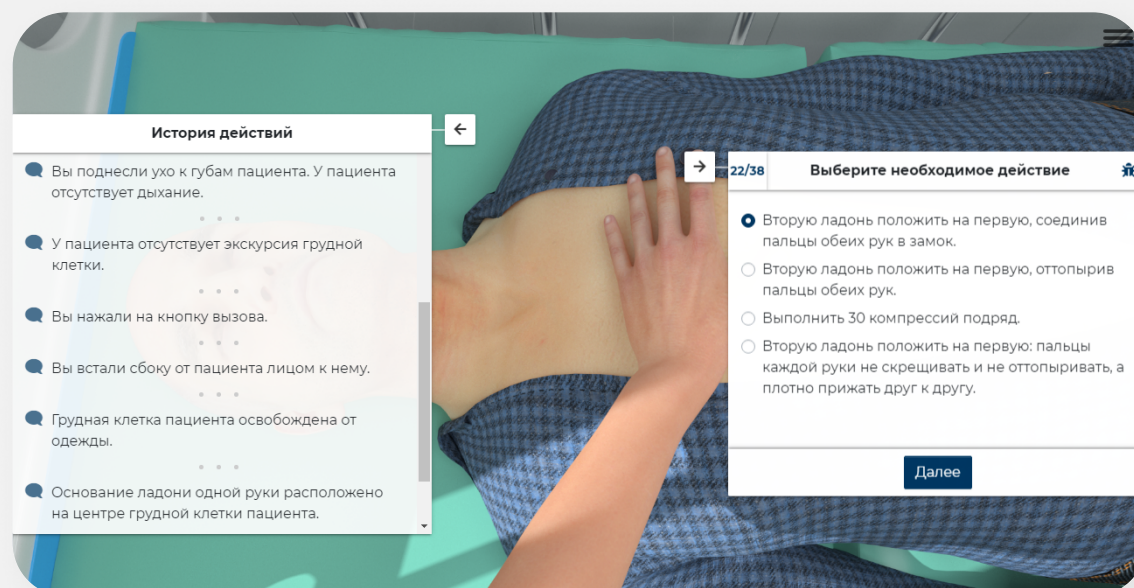 История действий
Вы поднесли ухо к губам пациента. У пациента
отсутствует дыхание.
У пациента отсутствует экскурсия грудной
клетки.
Вы нажали на кнопку вызова.
Вы встали сбоку от пациента лицом к нему.
Грудная клетка пациента освобождена от
одежды.
Основание ладони одной руки расположено
на центре грудной клетки пациента.
22/38
Выберите необходимое действие
Вторую ладонь положить на первую, соединив
пальцы обеих рук в замок.
Вторую ладонь положить на первую, оттопырив
пальцы обеих рук.
Выполнить 30 компрессий подряд.
Вторую ладонь положить на первую: пальцы
каждой руки не скрещивать и не оттопыривать, а
плотно прижать друг к другу.
Далее